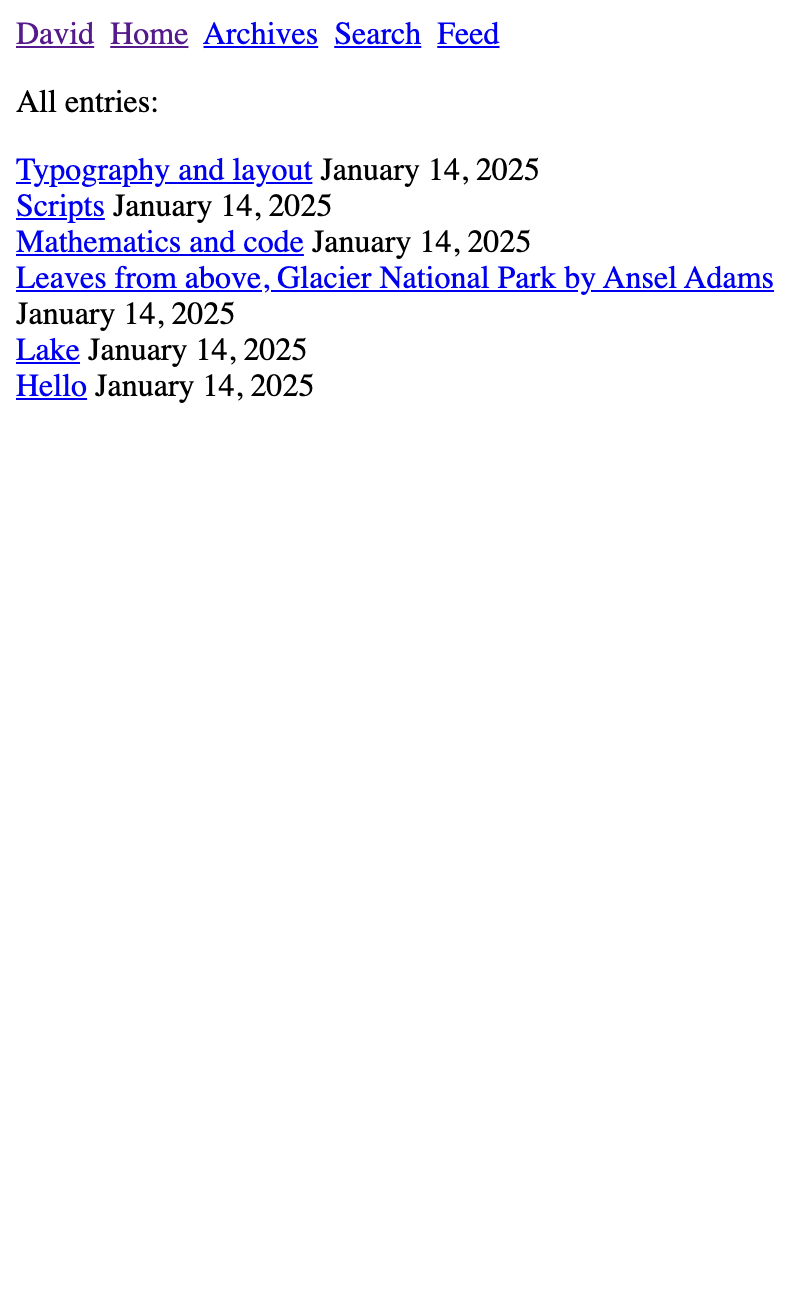 David Home Archives Search Feed
All entries:
Typography and layout January 14, 2025
Scripts January 14, 2025
Mathematics and code January 14, 2025
Leaves from above, Glacier National Park by Ansel Adams
January 14, 2025
Lake January 14, 2025
Hello January 14, 2025